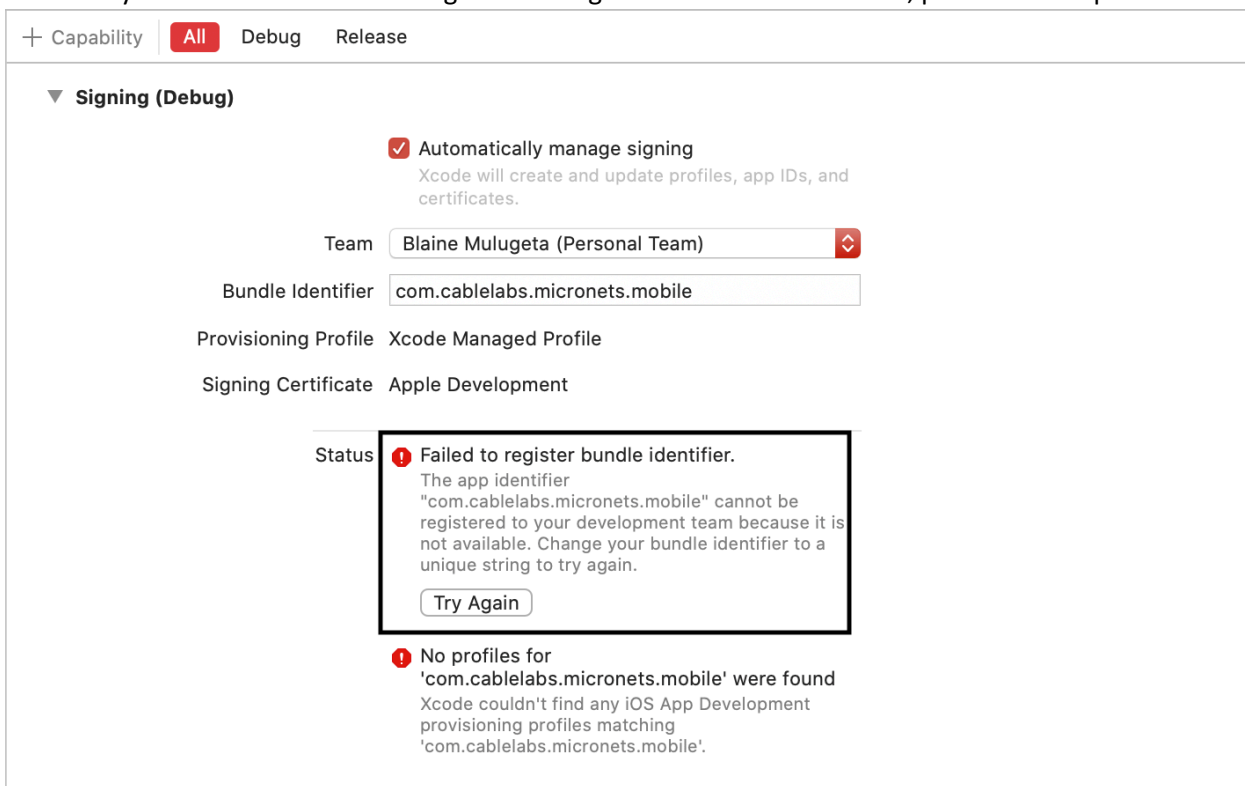 + Capability All Debug Release
Signing (Debug)
Automatically manage signing
Xcode will create and update profiles, app IDs, and
certificates.
Team Blaine Mulugeta (Personal Team)
Bundle Identifier com.cablelabs.micronets.mobile
Provisioning Profile Xcode Managed Profile
Signing Certificate Apple Development
Status Failed to register bundle identifier.
The app identifier
"com.cablelabs.micronets.mobile" cannot be
registered to your development team because it is
not available. Change your bundle identifier to a
unique string to try again.
Try Again
No profiles for
'com.cablelabs.micronets.mobile' were found
Xcode couldn't find any iOS App Development
provisioning profiles matching
'com.cablelabs.micronets.mobile'.